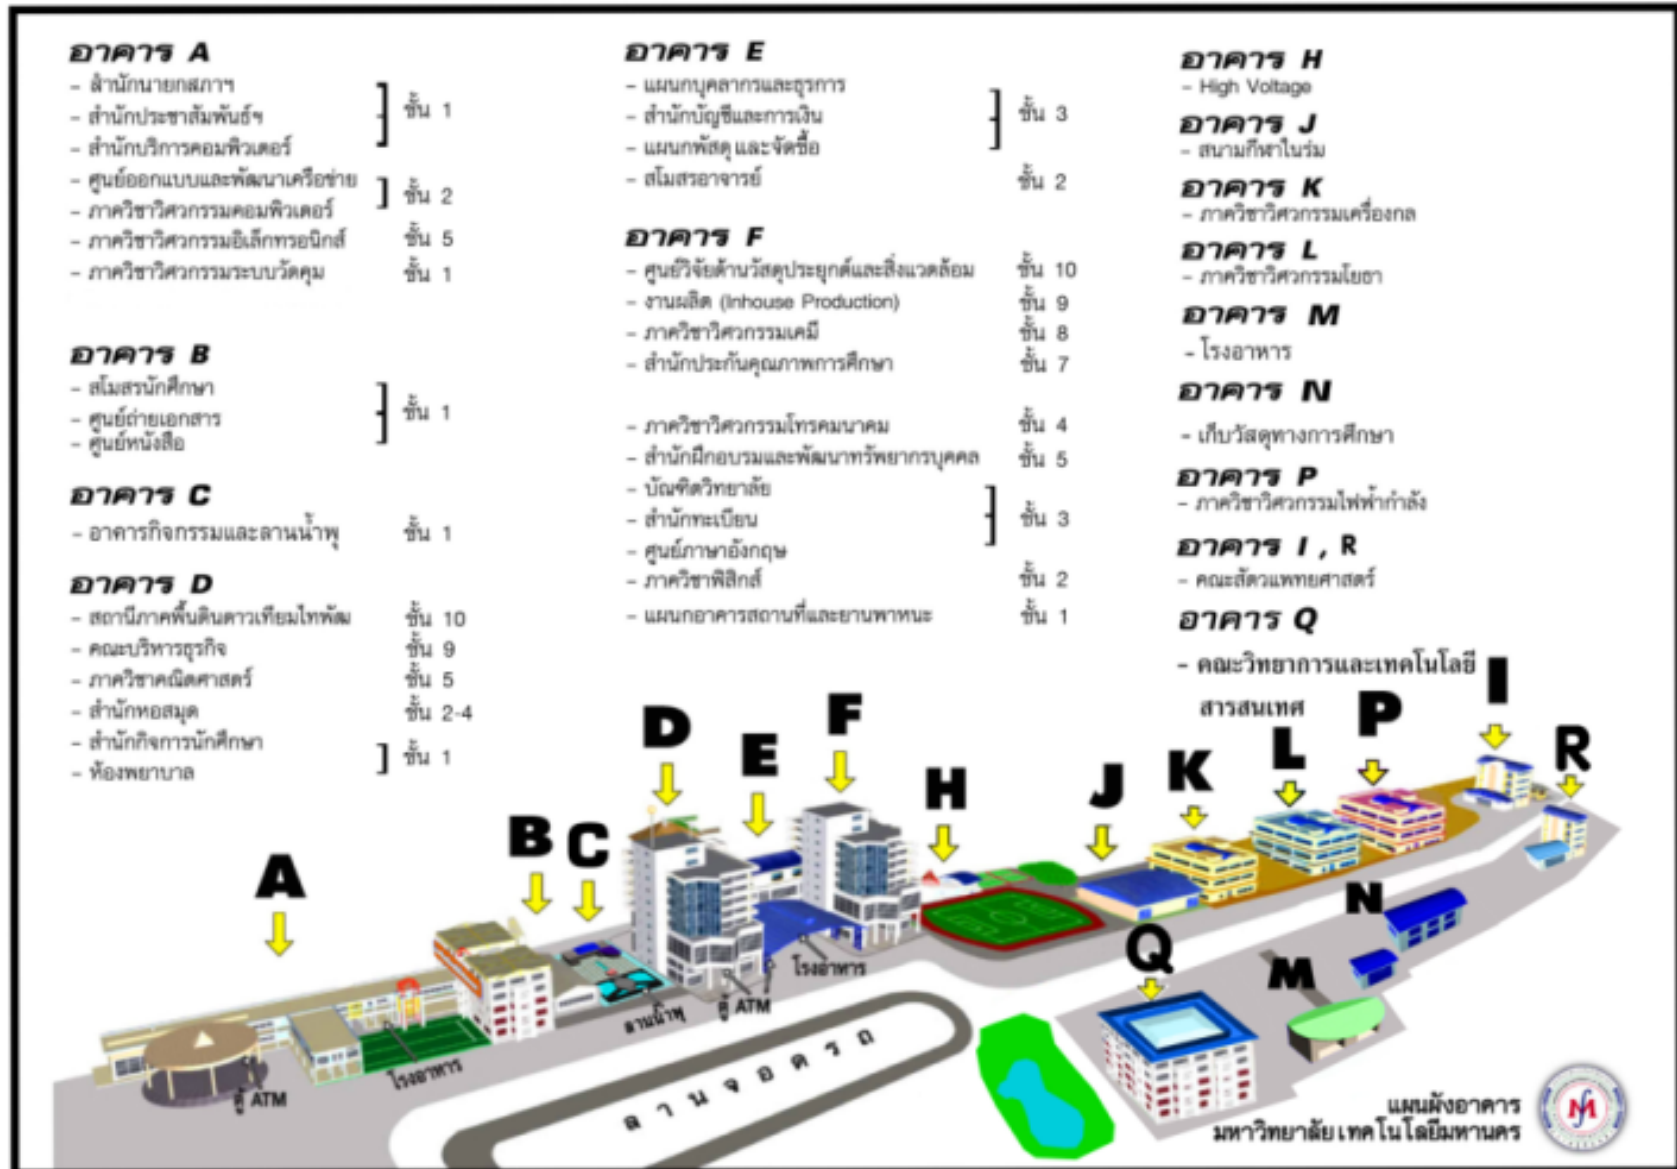 อาคาร A
- สำนักนายกสภาฯ
- สำนักประชาสัมพันธ์ฯ
- สำนักบริการคอมพิวเตอร์
ชั้น 1
- ศูนย์ออกแบบและพัฒนาเครือข่าย
- ภาควิชาวิศวกรรมคอมพิวเตอร์
ชั้น 2
- ภาควิชาวิศวกรรมอิเล็กทรอนิกส์ ชั้น 5
- ภาควิชาวิศวกรรมระบบวัดคุม ชั้น 1
อาคาร B
- สโมสรนักศึกษา
- ศูนย์ถ่ายเอกสาร
- ศูนย์หนังสือ
ชั้น 1
อาคาร C
- อาคารกิจกรรมและลานน้ำพุ ชั้น 1
อาคาร D
- สถานีภาคพื้นดินดาวเทียมไทพัฒ ชั้น 10
- คณะบริหารธุรกิจ ชั้น 9
- ภาควิชาคณิตศาสตร์ ชั้น 5
- สำนักหอสมุด ชั้น 2-4
- สำนักกิจการนักศึกษา
- ห้องพยาบาล
ชั้น 1
อาคาร E
- แผนกบุคลากรและธุรการ
- สำนักบัญชีและการเงิน
- แผนกพัสดุ และจัดซื้อ
ชั้น 3
- สโมสรอาจารย์ ชั้น 2
อาคาร F
- ศูนย์วิจัยด้านวัสดุประยุกต์และสิ่งแวดล้อม ชั้น 10
- งานผลิต (Inhouse Production) ชั้น 9
- ภาควิชาวิศวกรรมเคมี ชั้น 8
- สำนักประกันคุณภาพการศึกษา ชั้น 7
- ภาควิชาวิศวกรรมโทรคมนาคม ชั้น 4
- สำนักฝึกอบรมและพัฒนาทรัพยากรบุคคล ชั้น 5
- บัณฑิตวิทยาลัย
- สำนักทะเบียน
- ศูนย์ภาษาอังกฤษ
ชั้น 3
- ภาควิชาฟิสิกส์ ชั้น 2
- แผนกอาคารสถานที่และยานพาหนะ ชั้น 1
อาคาร H
- High Voltage
อาคาร J
- สนามกีฬาในร่ม
อาคาร K
- ภาควิชาวิศวกรรมเครื่องกล
อาคาร L
- ภาควิชาวิศวกรรมโยธา
อาคาร M
- โรงอาหาร
อาคาร N
- เก็บวัสดุทางการศึกษา
อาคาร P
- ภาควิชาวิศวกรรมไฟฟ้ากำลัง
อาคาร I , R
- คณะสัตวแพทยศาสตร์
อาคาร Q
- คณะวิทยาการและเทคโนโลยี
สารสนเทศ
A
B
C
D
E
F
H
J
K
L
P
I
R
N
M
Q
ตู้ ATM
โรงอาหาร
ลานน้ำพุ
ตู้ ATM
โรงอาหาร
ลานจอดรถ
แผนผังอาคาร
มหาวิทยาลัยเทคโนโลยีมหานคร